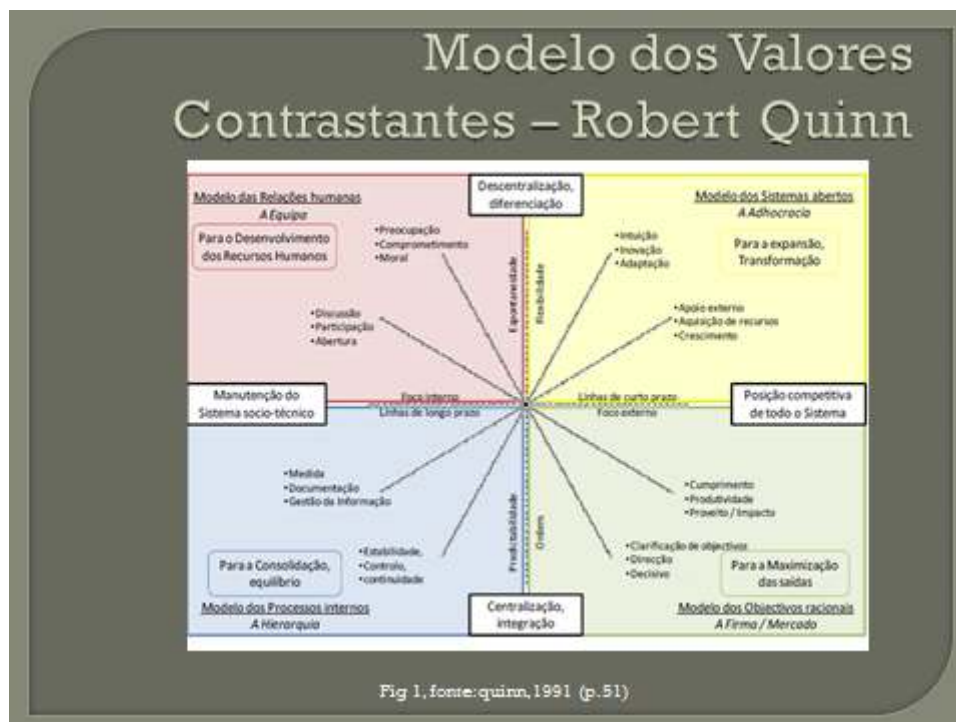 Modelo dos Valores
Contrastantes – Robert Quinn
Descentralização,
diferenciação
Modelo das Relações humanas
A Equipa
Para o Desenvolvimento
dos Recursos Humanos
•Preocupação
•Comprometimento
•Moral
•Discussão
•Participação
•Abertura
Espontaneidade
Flexibilidade
Modelo dos Sistemas abertos
A Adhocracia
Para a expansão,
Transformação
•Intuição
•Inovação
•Adaptação
•Apoio externo
•Aquisição de recursos
•Crescimento
Manutenção do
Sistema socio-técnico
Foco interno
Linhas de longo prazo
Linhas de curto prazo
Foco externo
Posição competitiva
de todo o Sistema
•Medida
•Documentação
•Gestão da Informação
•Estabilidade,
•Controlo,
•continuidade
Para a Consolidação,
equilíbrio
Modelo dos Processos internos
A Hierarquia
Predictabilidade
Ordem
•Cumprimento
•Produtividade
•Proveito / Impacto
•Clarificação de objectivos
•Direcção
•Decisivo
Para a Maximização
das saídas
Modelo dos Objectivos racionais
A Firma / Mercado
Centralização,
integração
Fig 1, fonte:quinn,1991 (p.51)